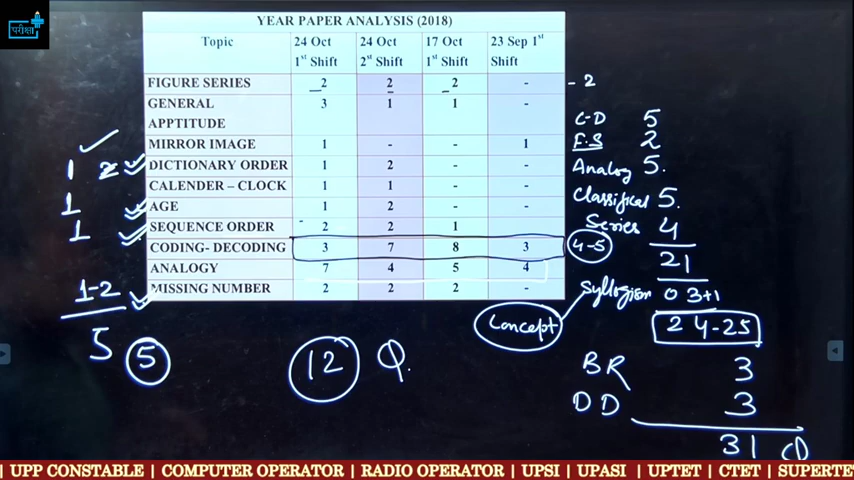 परीक्षा
YEAR PAPER ANALYSIS (2018)
Topic 24 Oct 1st Shift 24 Oct 2nd Shift 17 Oct 1st Shift 23 Sep 1st Shift
FIGURE SERIES 2 2 2 - - 2
GENERAL APPTITUDE 3 1 1 -
MIRROR IMAGE 1 - - 1
DICTIONARY ORDER 1 2 - -
CALENDER – CLOCK 1 1 - -
AGE 1 2 - -
SEQUENCE ORDER 2 2 1
CODING- DECODING 3 7 8 3 4-5
ANALOGY 7 4 5 4
MISSING NUMBER 2 2 2 -
1 2
1
1
1-2
5
5
12 Q.
C-D 5
F.S 2
Analog 5.
Classifical 5.
Series 4
21
Syllogism 0 3+1
Concept
24-25
BR 3
DD 3
31
| UPP CONSTABLE | COMPUTER OPERATOR | RADIO OPERATOR | UPSI | UPASI | UPTET | CTET | SUPERTE